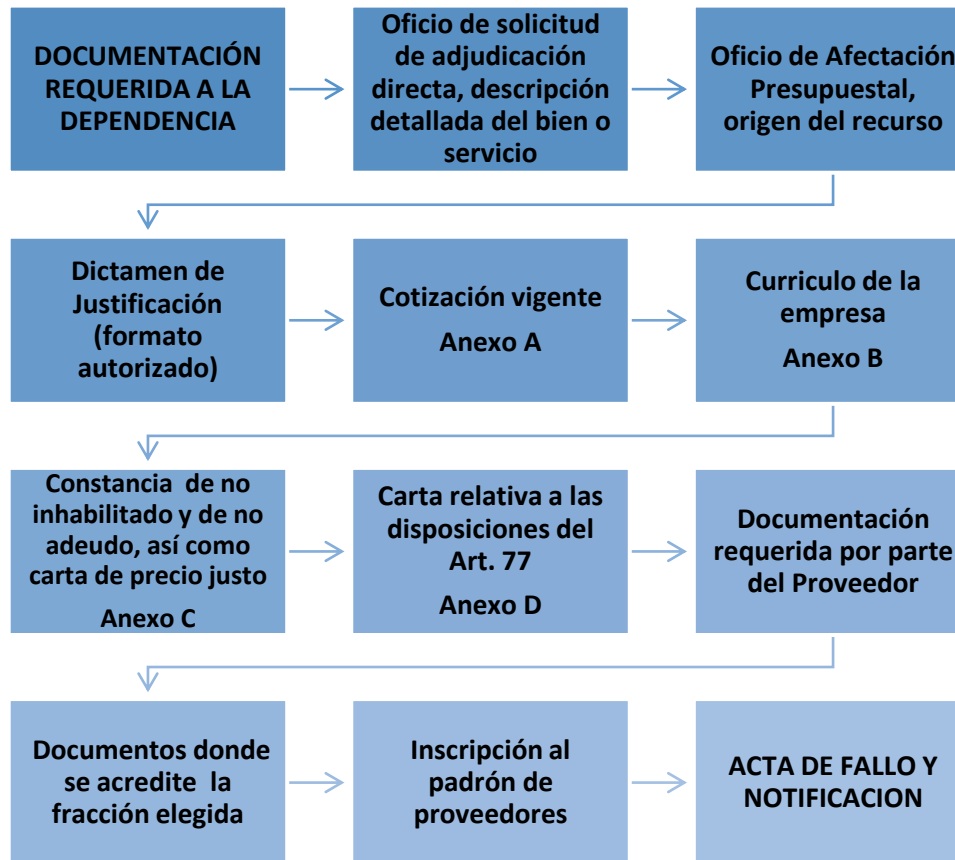 DOCUMENTACIÓN
REQUERIDA A LA
DEPENDENCIA
Oficio de solicitud
de adjudicación
directa, descripción
detallada del bien o
servicio
Oficio de Afectación
Presupuestal,
origen del recurso
Dictamen de
Justificación
(formato
autorizado)
Cotización vigente
Anexo A
Curriculo de la
empresa
Anexo B
Constancia de no
inhabilitado y de no
adeudo, así como
carta de precio justo
Anexo C
Carta relativa a las
disposiciones del
Art. 77
Anexo D
Documentación
requerida por parte
del Proveedor
Documentos donde
se acredite la
fracción elegida
Inscripción al
padrón de
proveedores
ACTA DE FALLO Y
NOTIFICACION